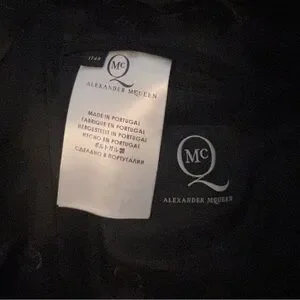 McQ
ALEXANDER MCQUEEN
MADE IN PORTUGAL
FABRIQUÉ EN PORTUGAL
HERGESTELLT IN PORTUGAL
HECHO EN PORTUGAL
ポルトガル製
СДЕЛАНО В ПОРТУГАЛИИ
McQ
ALEXANDER MCQUEEN